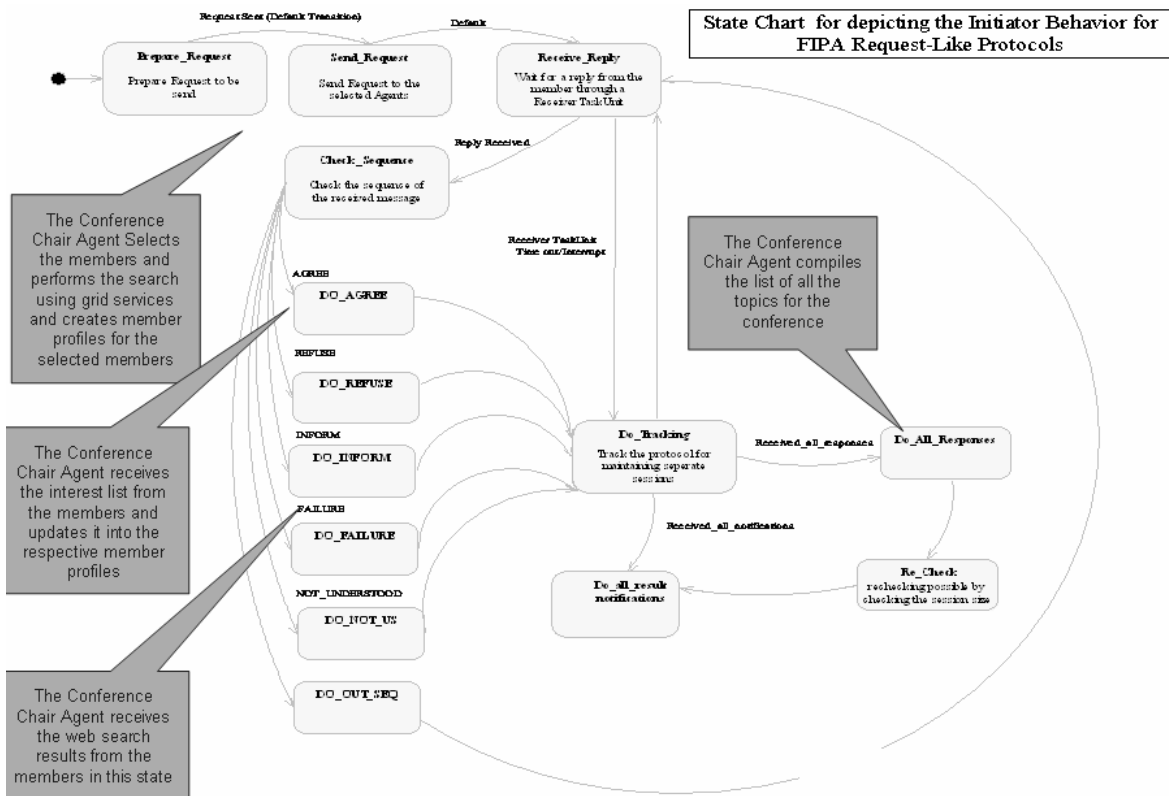 Request Sent (Default Transition)
Default
State Chart for depicting the Initiator Behavior for
FIPA Request-Like Protocols
Prepare_Request
Prepare Request to be
send
Send_Request
Send Request to the
selected Agents
Receive_Reply
Wait for a reply from the
member through a
Receiver TaskUnit
Reply Received
Check_Sequence
Check the sequence of
the received message
The Conference
Chair Agent Selects
the members and
performs the search
using grid services
and creates member
profiles for the
selected members
Receiver TaskUnit
Time out/Interrupt
The Conference
Chair Agent compiles
the list of all the
topics for the
conference
AGREE
DO_AGREE
REFUSE
DO_REFUSE
INFORM
DO_INFORM
The Conference
Chair Agent receives
the interest list from
the members and
updates it into the
respective member
profiles
Do_Tracking
Track the protocol for
maintaining seperate
sessions
Received_all_responses
Do_All_Responses
FAILURE
DO_FAILURE
Received_all_notifications
Do_all_result
notifications
Re_Check
rechecking possible by
checking the session size
NOT_UNDERSTOOD
DO_NOT_US
DO_OUT_SEQ
The Conference
Chair Agent receives
the web search
results from the
members in this state